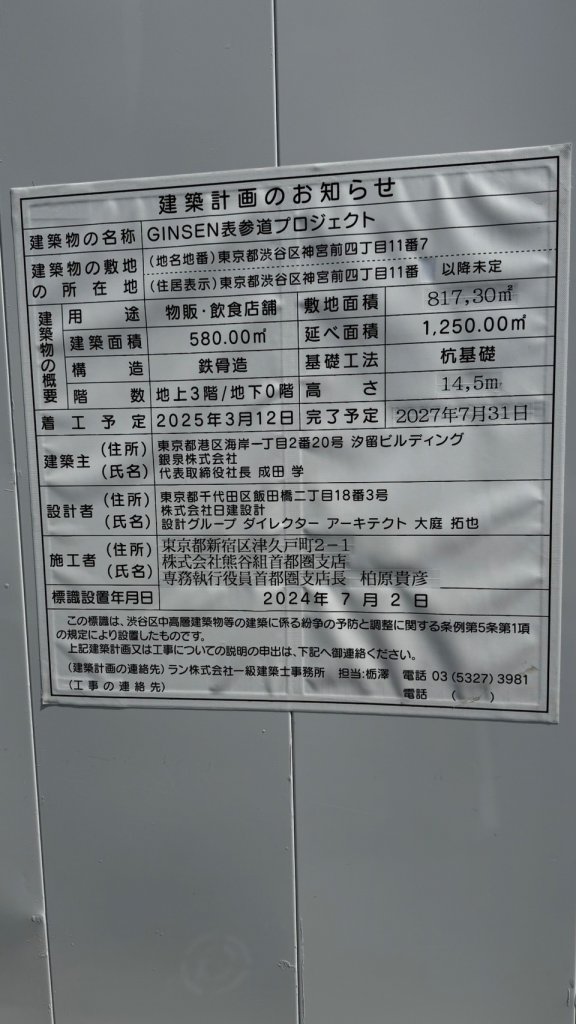 建築計画のお知らせ
建築物の名称 GINSEN表参道プロジェクト
建築物の敷地の所在地 (地名地番) 東京都渋谷区神宮前四丁目11番7
(住居表示) 東京都渋谷区神宮前四丁目11番 以降未定
建築物の概要
用途 物販・飲食店舗 敷地面積 817,30㎡
建築面積 580.00㎡ 延べ面積 1,250.00㎡
構造 鉄骨造 基礎工法 杭基礎
階数 地上3階/地下0階 高さ 14,5m
着工予定 2025年3月12日 完了予定 2027年7月31日
建築主 (住所) 東京都港区海岸一丁目2番20号 汐留ビルディング
(氏名) 銀泉株式会社
代表取締役社長 成田 学
設計者 (住所) 東京都千代田区飯田橋二丁目18番3号
(氏名) 株式会社日建設計
設計グループ ダイレクター アーキテクト 大庭 拓也
施工者 (住所) 東京都新宿区津久戸町2－1
(氏名) 株式会社熊谷組首都圏支店
専務執行役員首都圏支店長 柏原貴彦
標識設置年月日 2024年 7月 2日
この標識は、渋谷区中高層建築物等の建築に係る紛争の予防と調整に関する条例第5条第1項
の規定により設置したものです。
上記建築計画又は工事についての説明の申出は、下記へ御連絡ください。
(建築計画の連絡先) ラン株式会社一級建築士事務所 担当:栃澤 電話 03 (5327) 3981
(工事の連絡先) 電話 ( )